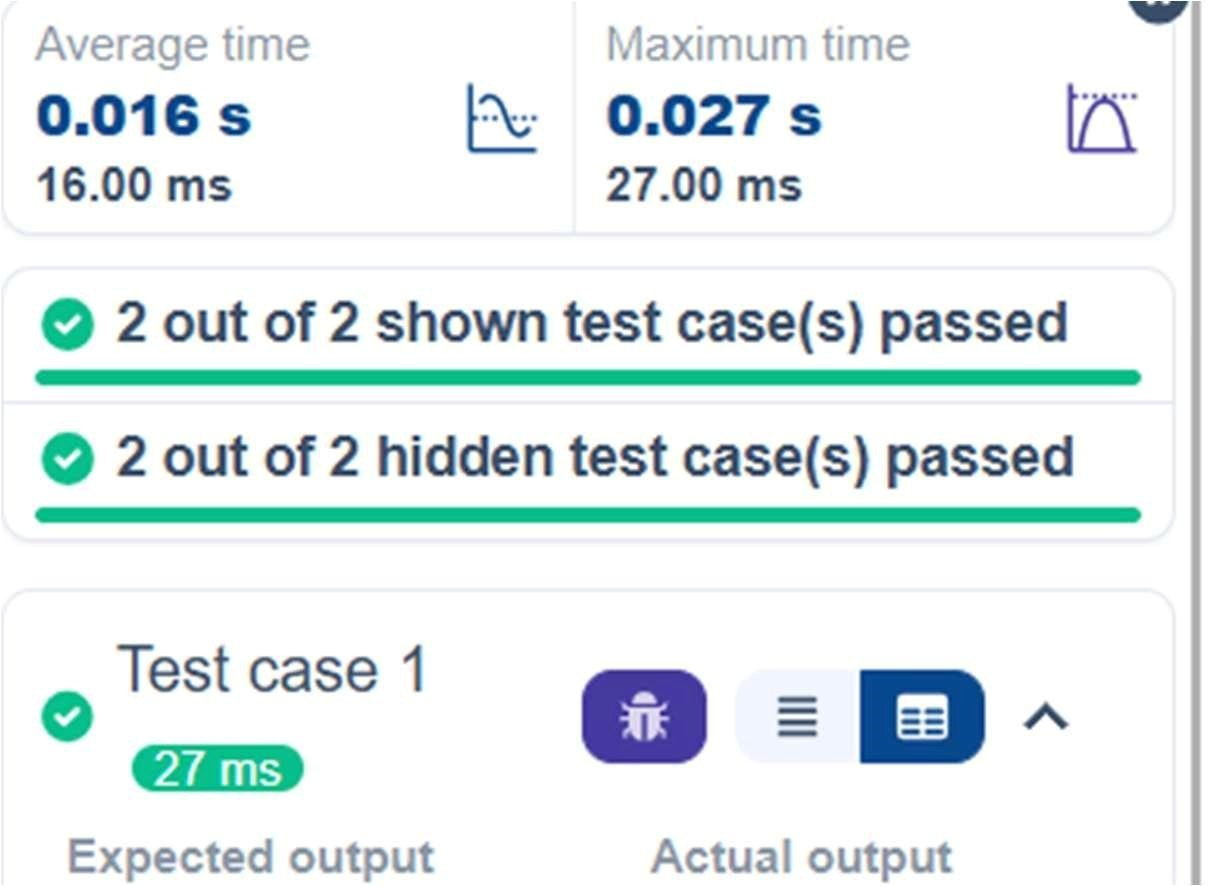 Average time
0.016 s
16.00 ms
Maximum time
0.027 s
27.00 ms
2 out of 2 shown test case(s) passed
2 out of 2 hidden test case(s) passed
Test case 1
27 ms
Expected output
Actual output